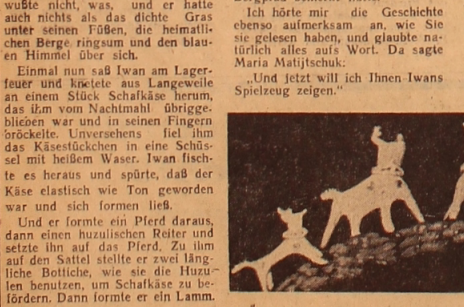 wußte nicht, was, und er hatte
auch nichts als das dichte Gras
unter seinen Füßen, die heimatli-
chen Berge ringsum und den blau-
en Himmel über sich.
Einmal nun saß Iwan am Lager-
feuer und knetete aus Langeweile
an einem Stück Schafkäse herum,
das ihm vom Nachtmahl übrigge-
blieben war und in seinen Fingern
bröckelte. Unversehens fiel ihm
das Käsestückchen in eine Schüs-
sel mit heißem Waser. Iwan fisch-
te es heraus und spürte, daß der
Käse elastisch wie Ton geworden
war und sich formen ließ.
Und er formte ein Pferd daraus,
dann einen huzulischen Reiter und
setzte ihn auf das Pferd. Zu ihm
auf den Sattel stellte er zwei läng-
liche Bottiche, wie sie die Huzu-
len benutzen, um Schafkäse zu be-
fördern. Dann formte er ein Lamm.
Ich hörte mir die Geschichte
ebenso aufmerksam an, wie Sie
sie gelesen haben, und glaubte na-
türlich alles aufs Wort. Da sagte
Maria Matijtschuk:
„Und jetzt will ich Ihnen Iwans
Spielzeug zeigen."